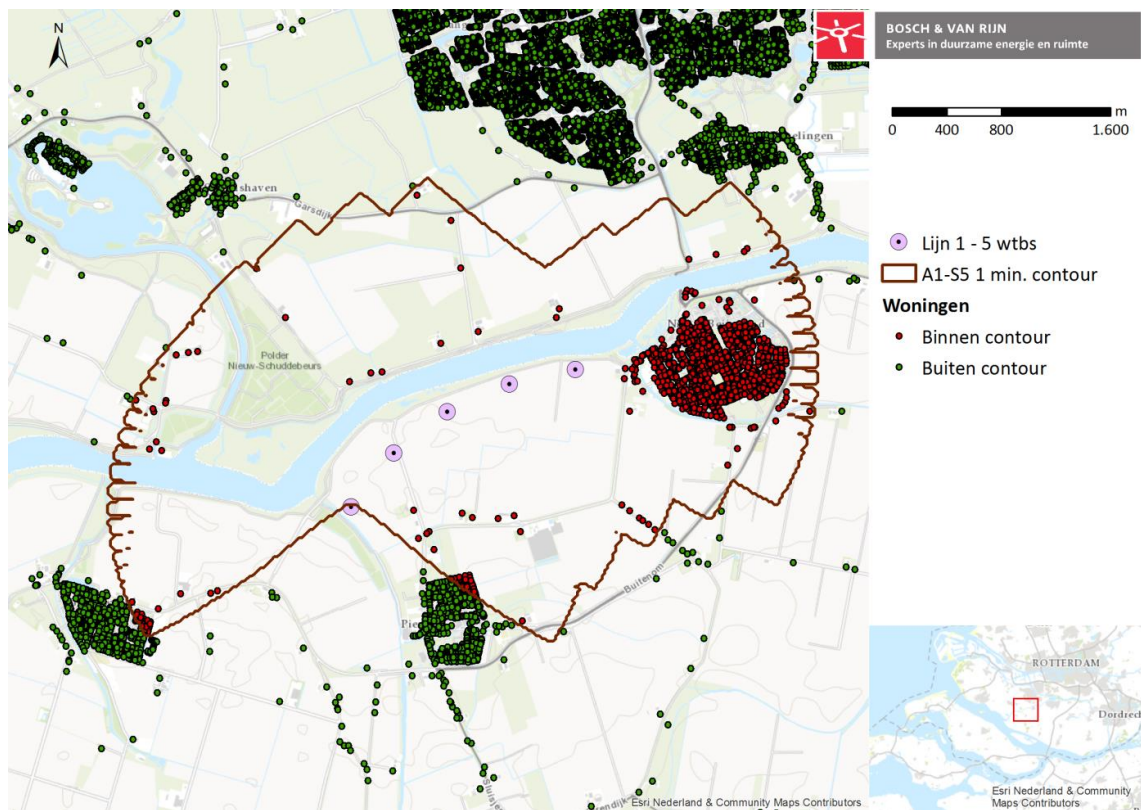 N
BOSCH & VAN RIJN
Experts in duurzame energie en ruimte
m
0 400 800 1.600
Lijn 1 - 5 wtbs
A1-S5 1 min. contour
Woningen
Binnen contour
Buiten contour
Garsdijk
Polder
Nieuw-Schuddebeurs
Buitenom
ROTTERDAM
Esri Nederland & Community Maps Contributors
Esri Nederland & Community
Maps Contributors